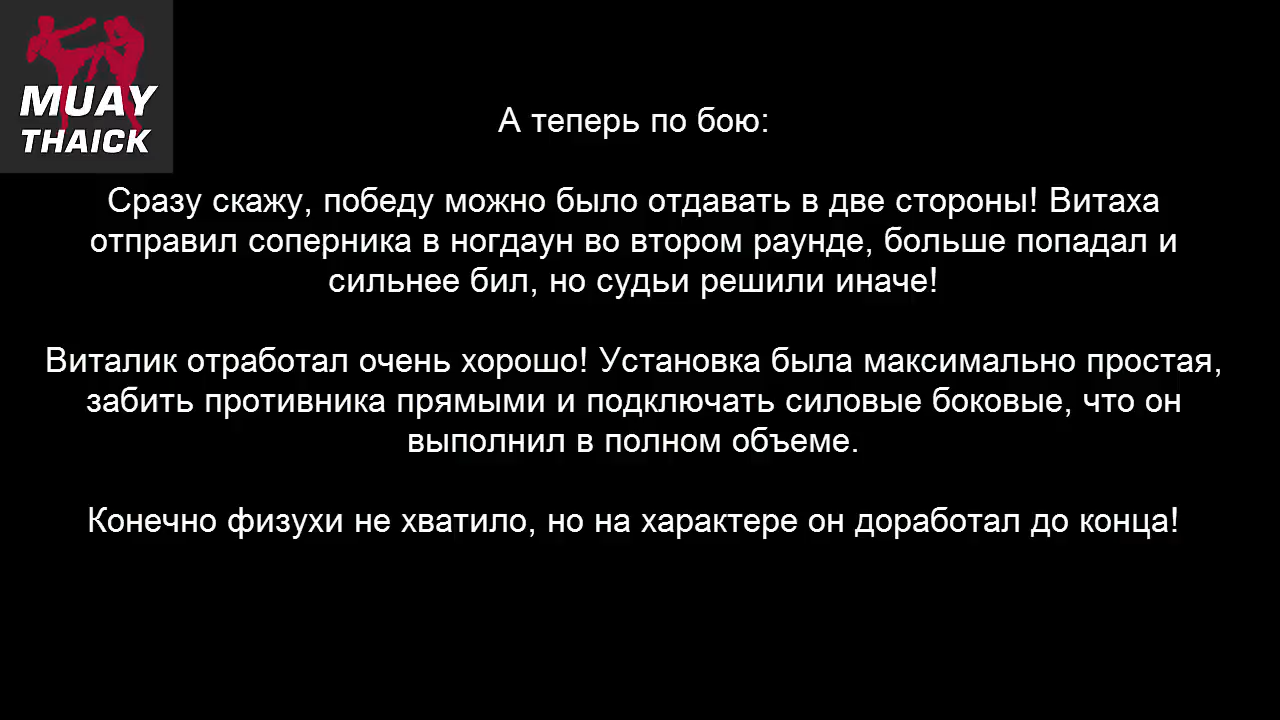 MUAY
THAICK
А теперь по бою:
Сразу скажу, победу можно было отдавать в две стороны! Витаха
отправил соперника в ногдаун во втором раунде, больше попадал и
сильнее бил, но судьи решили иначе!
Виталик отработал очень хорошо! Установка была максимально простая,
забить противника прямыми и подключать силовые боковые, что он
выполнил в полном объеме.
Конечно физухи не хватило, но на характере он доработал до конца!